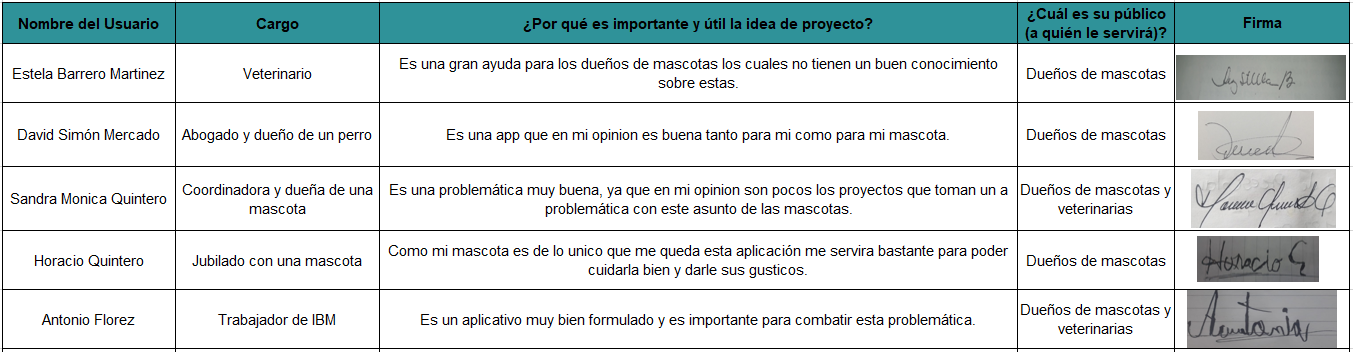 Nombre del Usuario
Cargo
¿Por qué es importante y útil la idea de proyecto?
¿Cuál es su público
(a quién le servirá)?
Firma
Estela Barrero Martinez
Veterinario
Es una gran ayuda para los dueños de mascotas los cuales no tienen un buen conocimiento
sobre estas.
Dueños de mascotas
David Simón Mercado
Abogado y dueño de un perro
Es una app que en mi opinion es buena tanto para mi como para mi mascota.
Dueños de mascotas
Sandra Monica Quintero
Coordinadora y dueña de una
mascota
Es una problemática muy buena, ya que en mi opinion son pocos los proyectos que toman un a
problemática con este asunto de las mascotas.
Dueños de mascotas y
veterinarias
Horacio Quintero
Jubilado con una mascota
Como mi mascota es de lo unico que me queda esta aplicación me servira bastante para poder
cuidarla bien y darle sus gusticos.
Dueños de mascotas
Horacio
Antonio Florez
Trabajador de IBM
Es un aplicativo muy bien formulado y es importante para combatir esta problemática.
Dueños de mascotas y
veterinarias